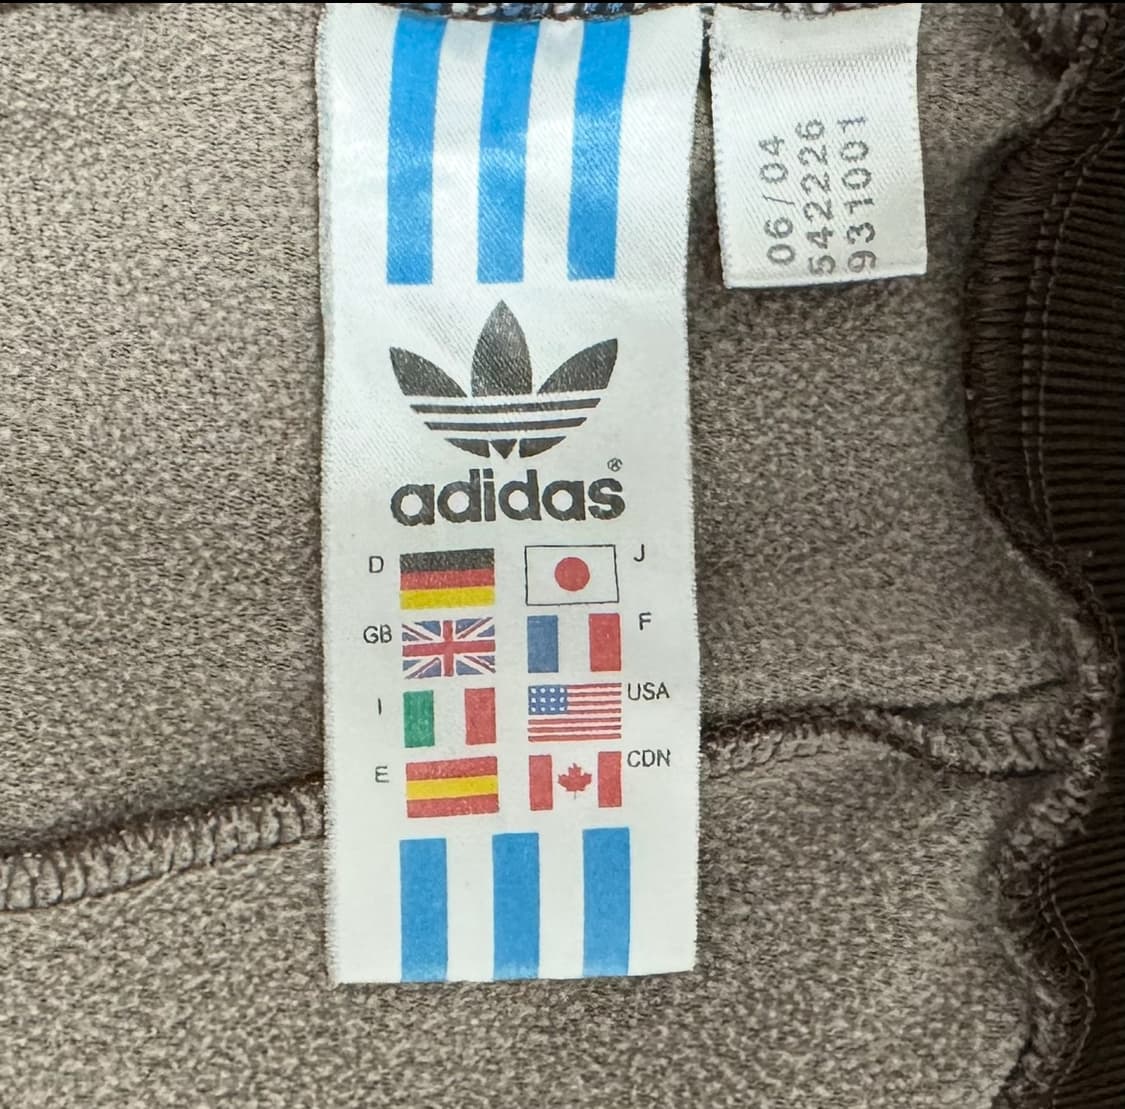 adidas®
D J
GB F
I USA
E CDN
06/04
542226
931001